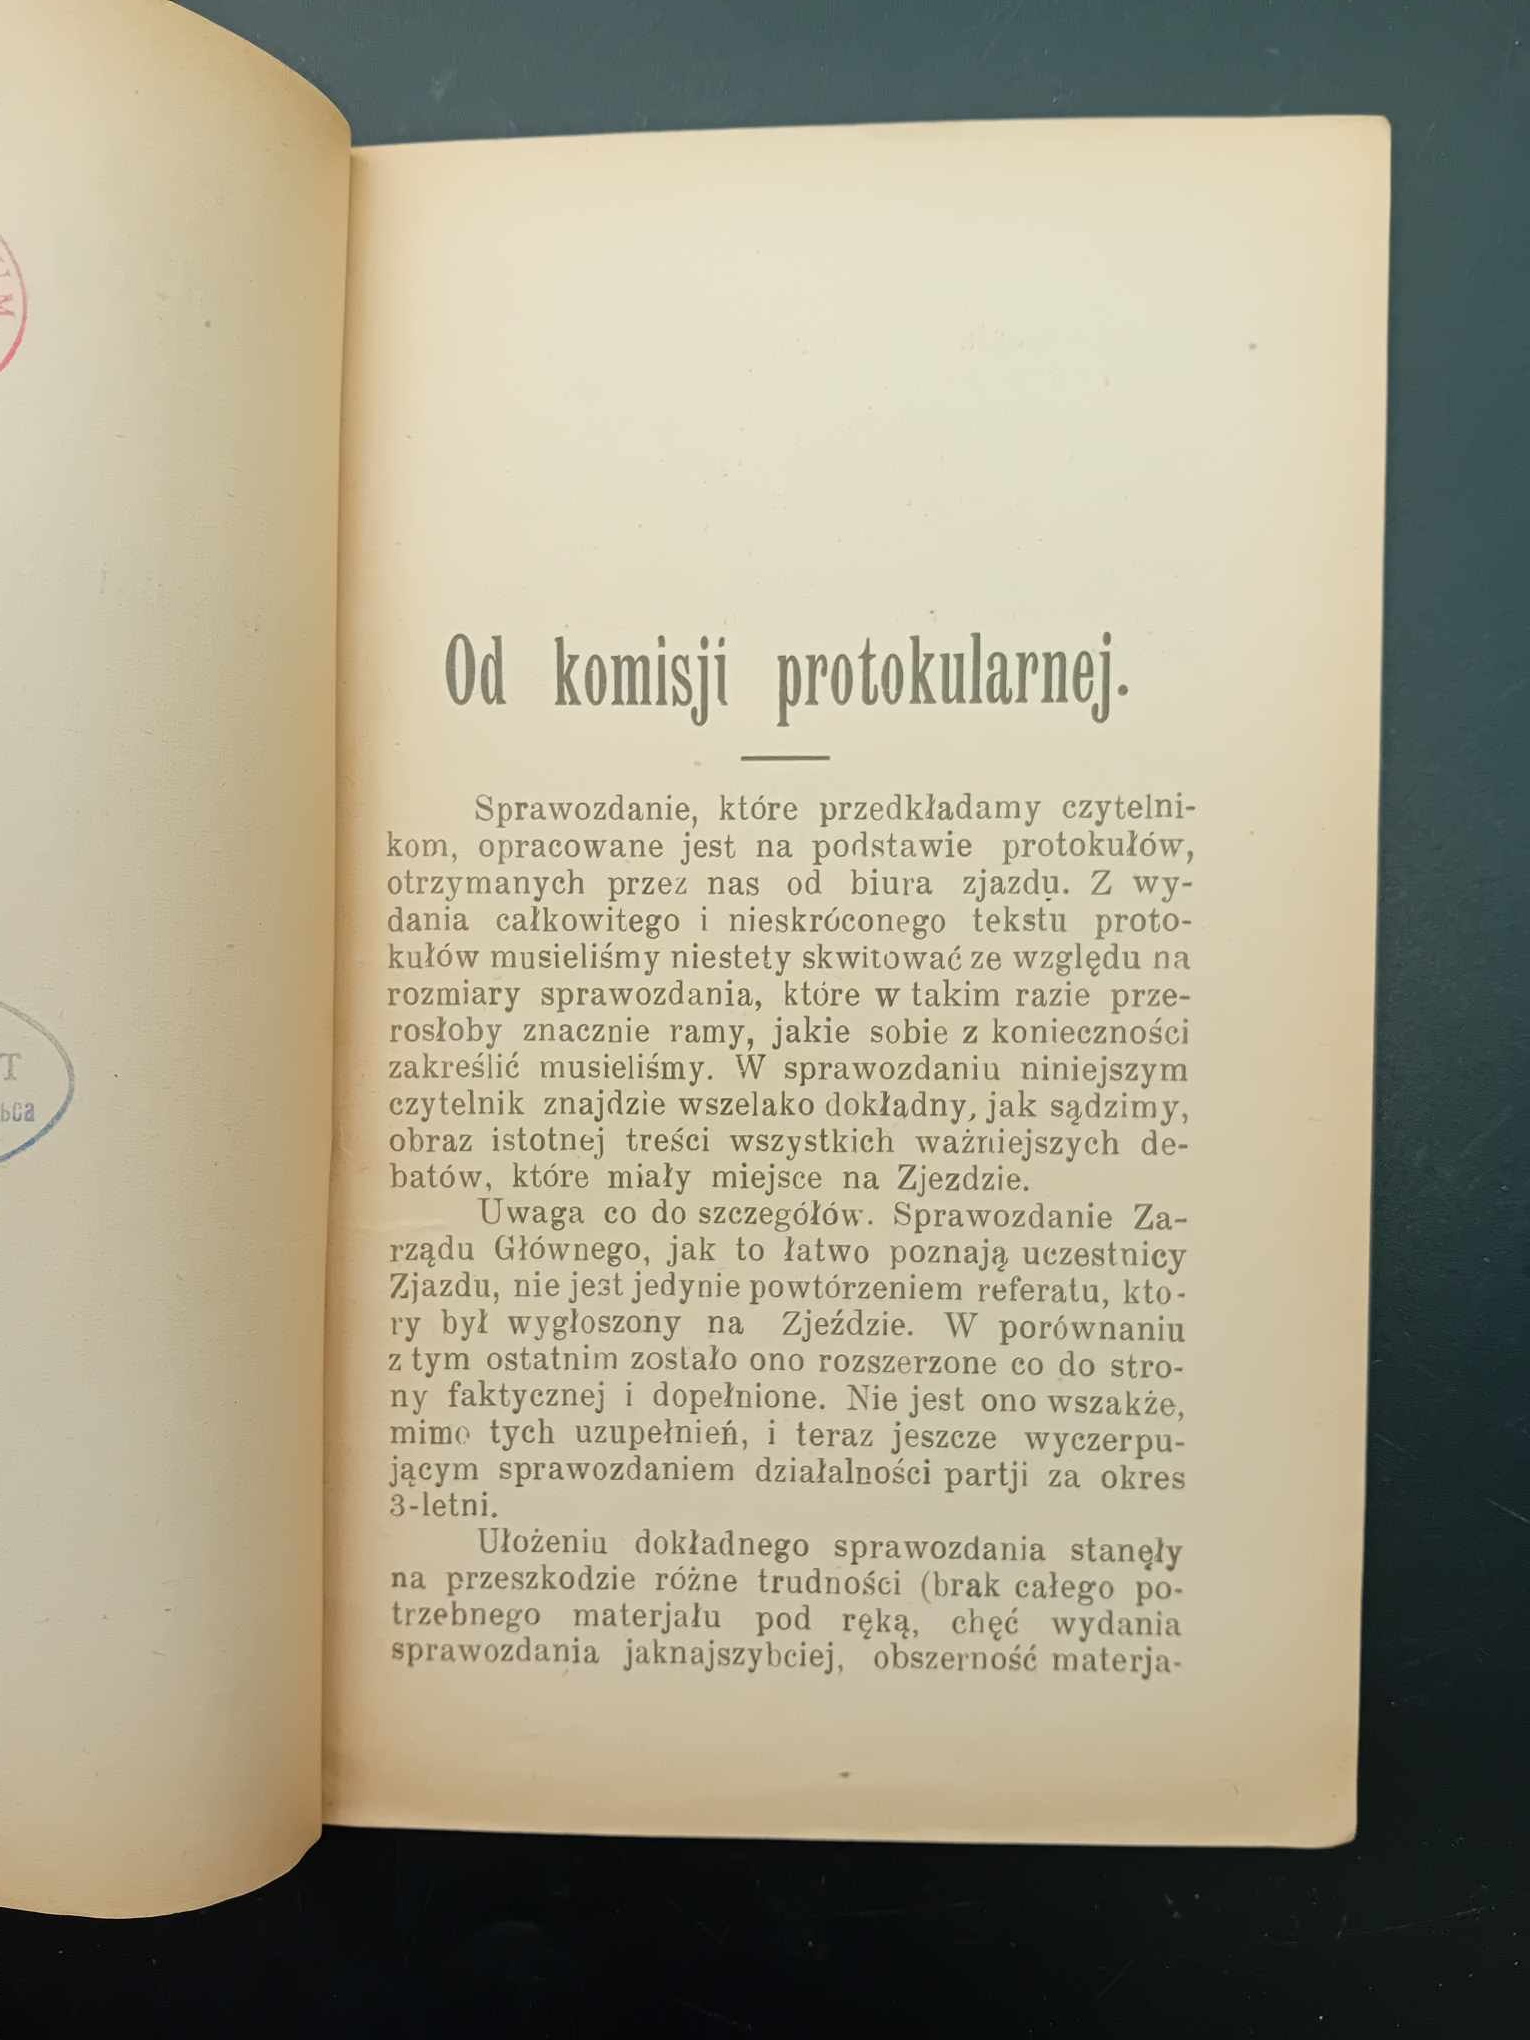 Od komisji protokularnej.
Sprawozdanie, które przedkładamy czytelni-
kom, opracowane jest na podstawie protokułów,
otrzymanych przez nas od biura zjazdu. Z wy-
dania całkowitego i nieskróconego tekstu proto-
kułów musieliśmy niestety skwitować ze względu na
rozmiary sprawozdania, które w takim razie prze-
rosłoby znacznie ramy, jakie sobie z konieczności
zakreślić musieliśmy. W sprawozdaniu niniejszym
czytelnik znajdzie wszelako dokładny, jak sądzimy,
obraz istotnej treści wszystkich ważniejszych de-
batów, które miały miejsce na Zjezdzie.
Uwaga co do szczegółów. Sprawozdanie Za-
rządu Głównego, jak to łatwo poznają uczestnicy
Zjazdu, nie jest jedynie powtórzeniem referatu, kto-
ry był wygłoszony na Zjeździe. W porównaniu
z tym ostatnim zostało ono rozszerzone co do stro-
ny faktycznej i dopełnione. Nie jest ono wszakże,
mimo tych uzupełnień, i teraz jeszcze wyczerpu-
jącym sprawozdaniem działalności partji za okres
3-letni.
Ułożeniu dokładnego sprawozdania stanęły
na przeszkodzie różne trudności (brak całego po-
trzebnego materjału pod ręką, chęć wydania
sprawozdania jaknajszybciej, obszerność materja-